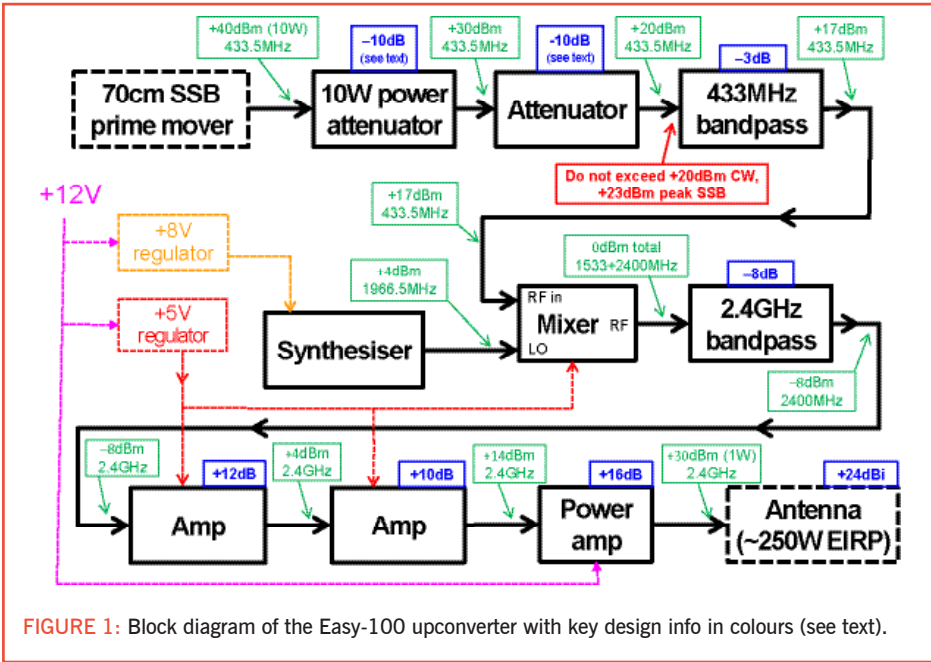 +40dBm (10W)
433.5MHz
–10dB
(see text)
+30dBm
433.5MHz
-10dB
(see text)
+20dBm
433.5MHz
–3dB
+17dBm
433.5MHz
70cm SSB
prime mover
10W power
attenuator
Attenuator
433MHz
bandpass
Do not exceed +20dBm CW,
+23dBm peak SSB
+12V
+17dBm
433.5MHz
+8V
regulator
+4dBm
1966.5MHz
0dBm total
1533+2400MHz
–8dB
+5V
regulator
Synthesiser
RF in
Mixer
RF
LO
2.4GHz
bandpass
–8dBm
2400MHz
–8dBm
2.4GHz
+12dB
+4dBm
2.4GHz
+10dB
+14dBm
2.4GHz
+16dB
+30dBm (1W)
2.4GHz
+24dBi
Amp
Amp
Power
amp
Antenna
(~250W EIRP)
FIGURE 1: Block diagram of the Easy-100 upconverter with key design info in colours (see text).